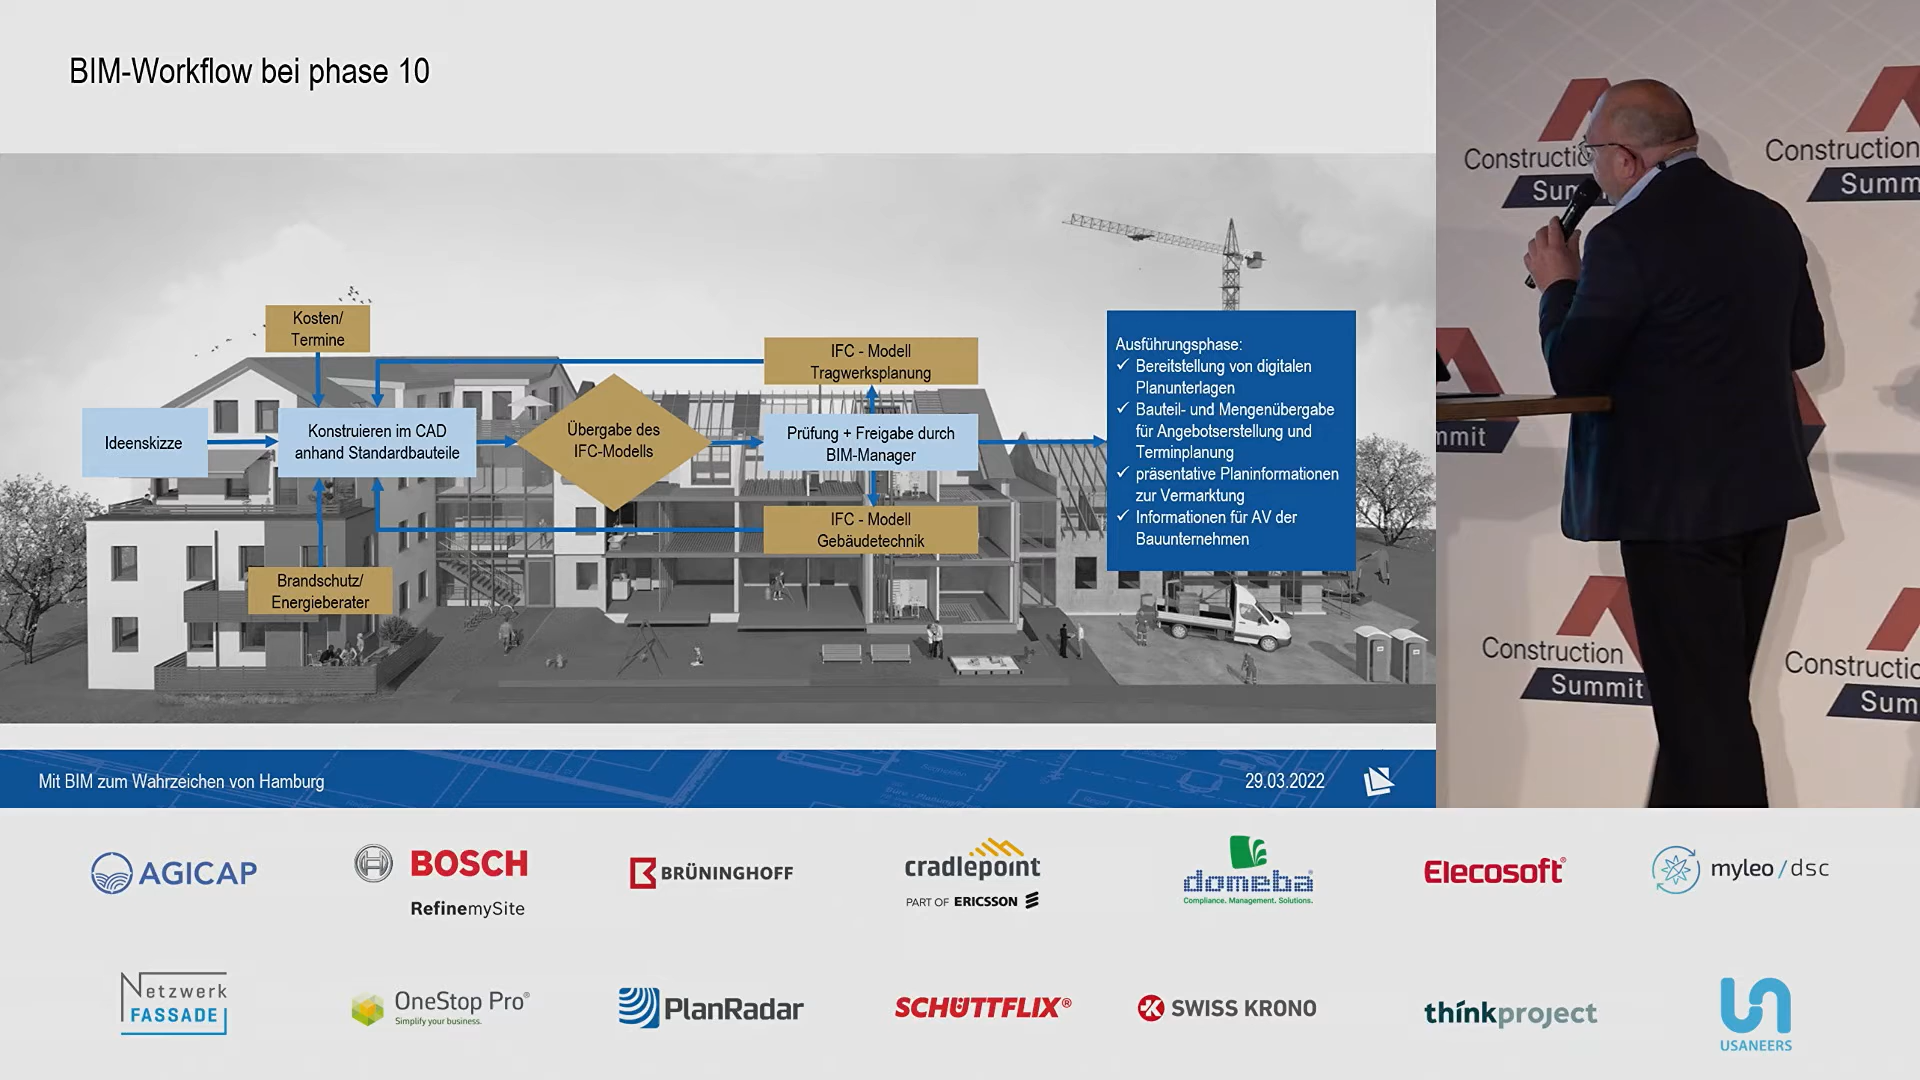 BIM-Workflow bei phase 10
Kosten/
Termine
Ideenskizze
Konstruieren im CAD
anhand Standardbauteile
Brandschutz/
Energieberater
Übergabe des
IFC-Modells
IFC - Modell
Tragwerksplanung
Prüfung + Freigabe durch
BIM-Manager
IFC - Modell
Gebäudetechnik
Ausführungsphase:
✓ Bereitstellung von digitalen
Planunterlagen
✓ Bauteil- und Mengenübergabe
für Angebotserstellung und
Terminplanung
✓ präsentative Planinformationen
zur Vermarktung
✓ Informationen für AV der
Bauunternehmen
Mit BIM zum Wahrzeichen von Hamburg
29.03.2022
Construction
Summit
Construction
Summ
mmit
Construction
Summit
Constructio
Sum
AGICAP
BOSCH
RefinemySite
BRÜNINGHOFF
cradlepoint
PART OF ERICSSON
domeba
Compliance. Management. Solutions.
Elecosoft®
myleo / dsc
Netzwerk
FASSADE
OneStop Pro®
Simplify your business.
PlanRadar
SCHÜTTFLIX®
SWISS KRONO
thinkproject
USANEERS